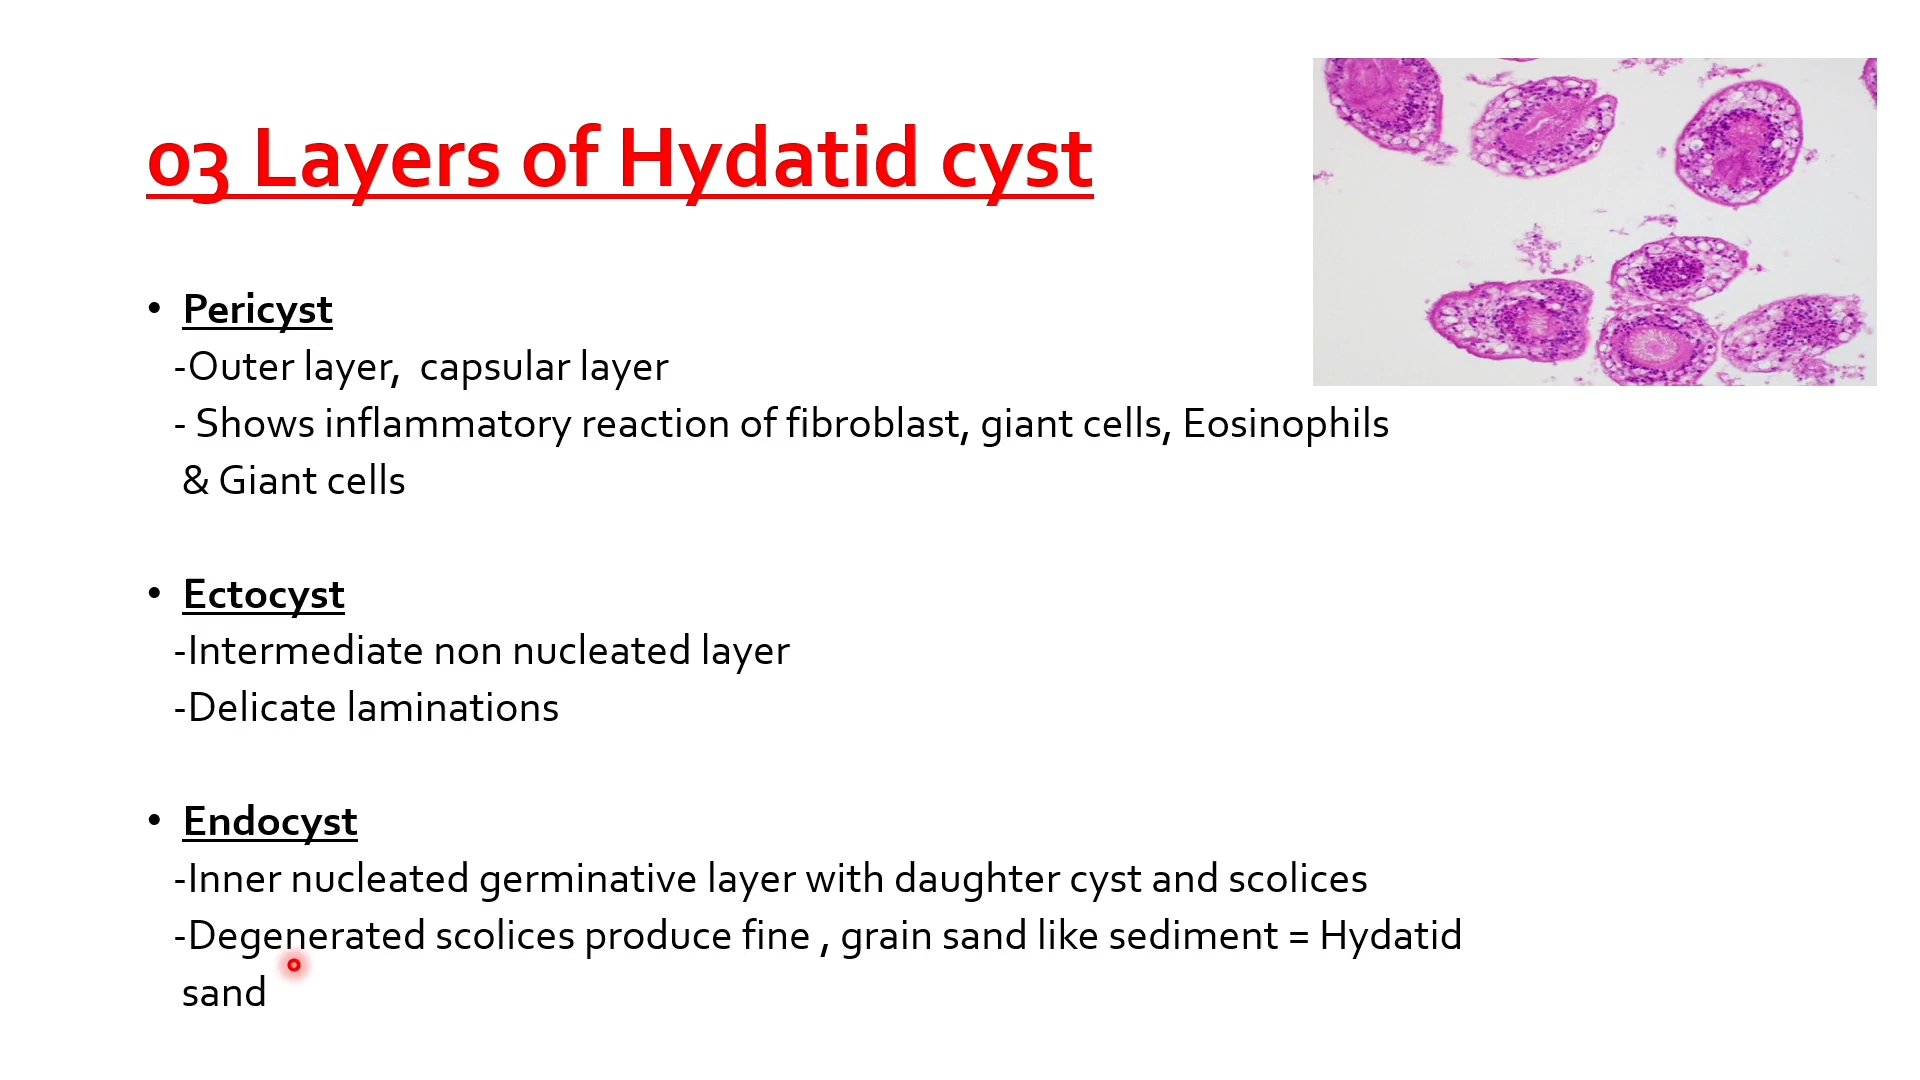 03 Layers of Hydatid cyst
• Pericyst
-Outer layer,  capsular layer
- Shows inflammatory reaction of fibroblast, giant cells, Eosinophils
& Giant cells
• Ectocyst
-Intermediate non nucleated layer
-Delicate laminations
• Endocyst
-Inner nucleated germinative layer with daughter cyst and scolices
-Degenerated scolices produce fine , grain sand like sediment = Hydatid
sand